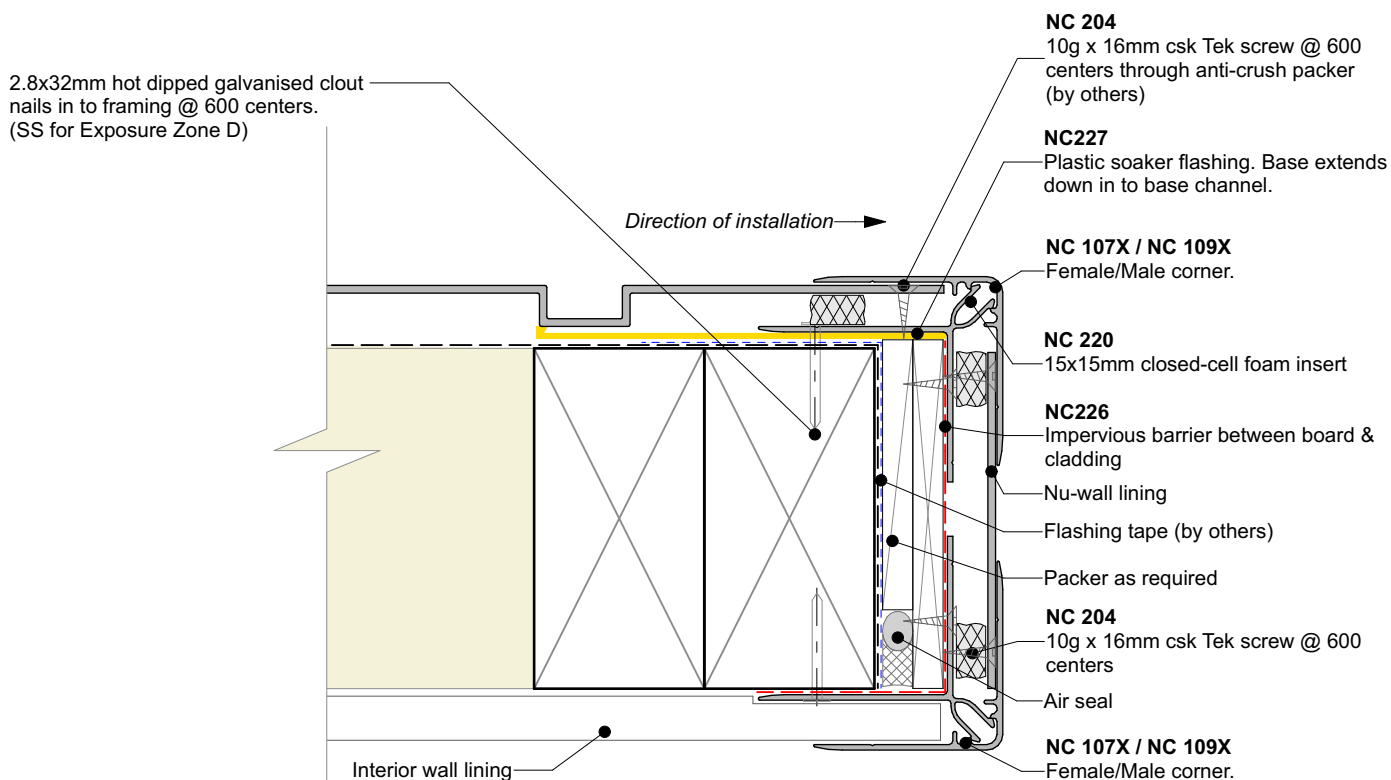 2.8x32mm hot dipped galvanised clout
nails in to framing @ 600 centers.
(SS for Exposure Zone D)
Direction of installation
NC 204
10g x 16mm csk Tek screw @ 600
centers through anti-crush packer
(by others)
NC227
Plastic soaker flashing. Base extends
down in to base channel.
NC 107X / NC 109X
Female/Male corner.
NC 220
15x15mm closed-cell foam insert
NC226
Impervious barrier between board &
cladding
Nu-wall lining
Flashing tape (by others)
Packer as required
NC 204
10g x 16mm csk Tek screw @ 600
centers
Air seal
NC 107X / NC 109X
Female/Male corner.
Interior wall lining